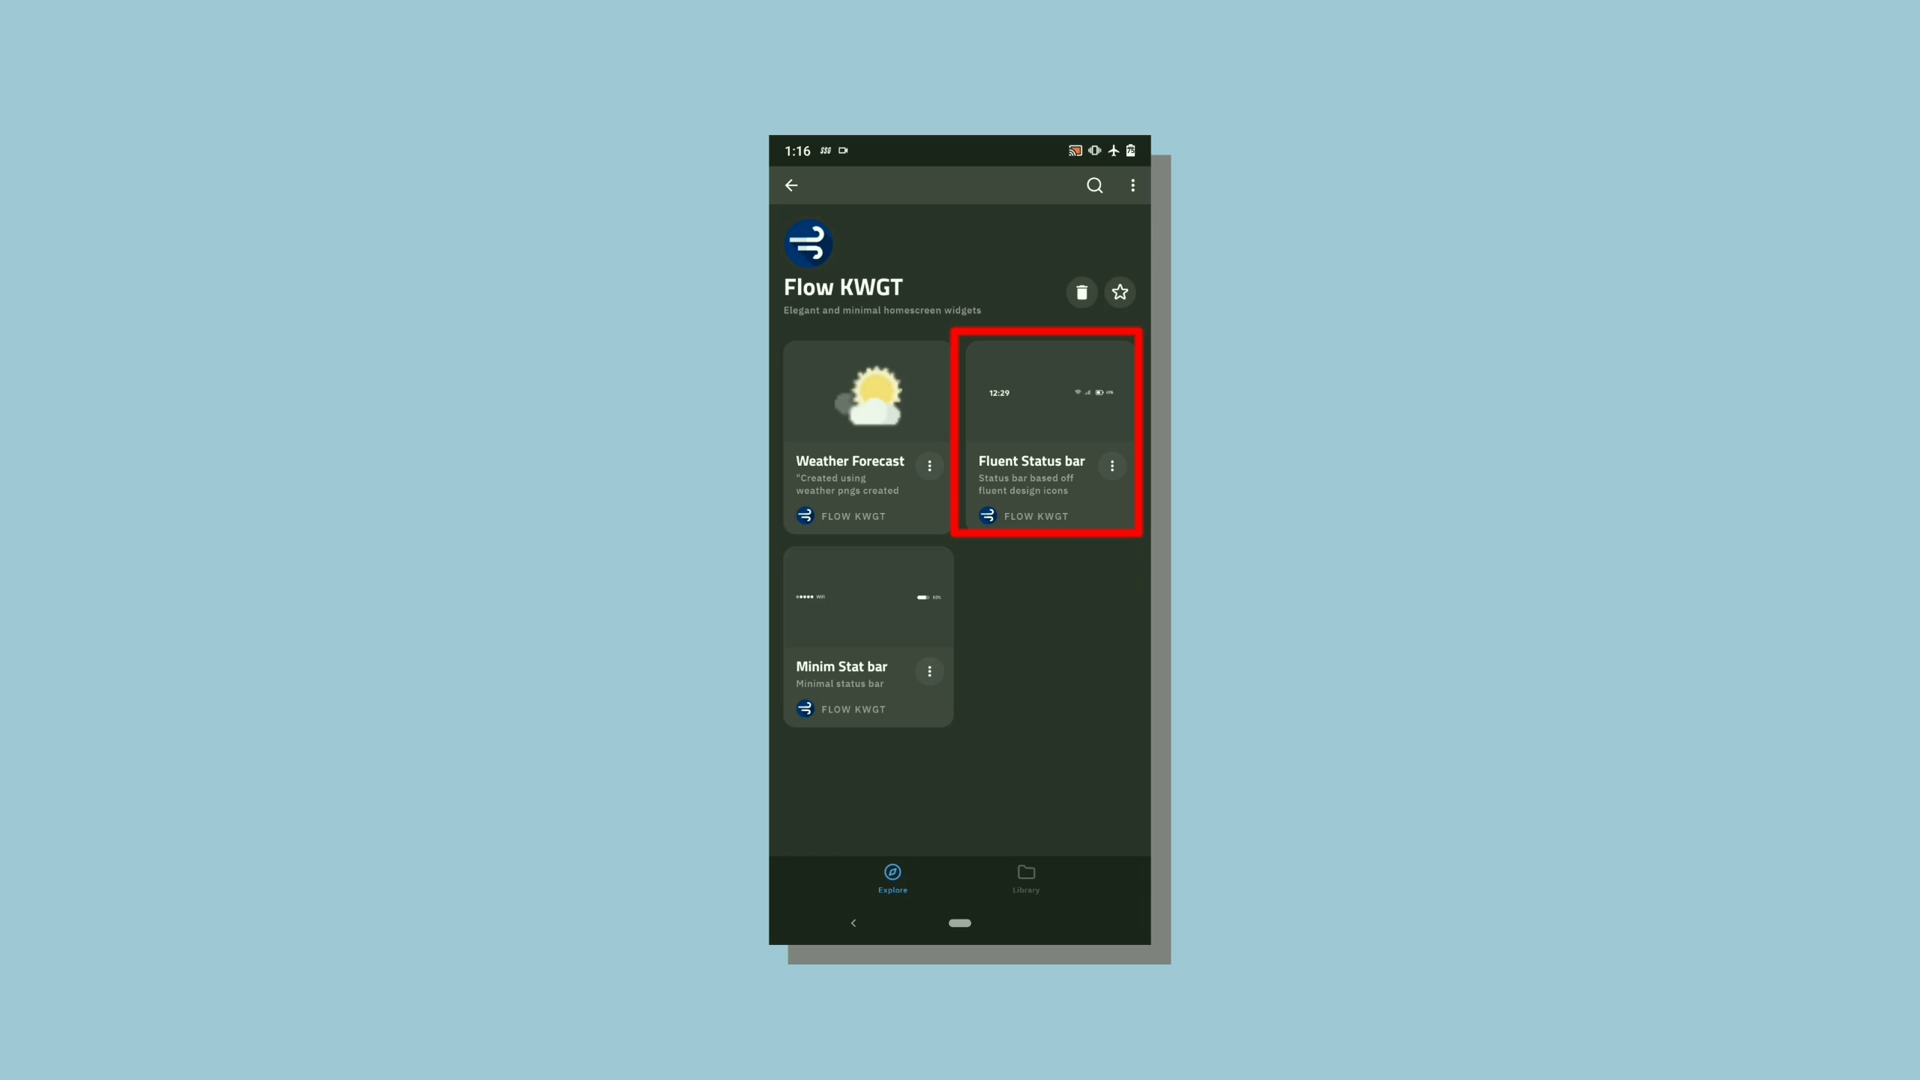 1:16
75
Flow KWGT
Elegant and minimal homescreen widgets
12:29
Weather Forecast
"Created using
weather pngs created
FLOW KWGT
Fluent Status bar
Status bar based off
fluent design icons
FLOW KWGT
WiFi
Minim Stat bar
Minimal status bar
FLOW KWGT
Explore
Library